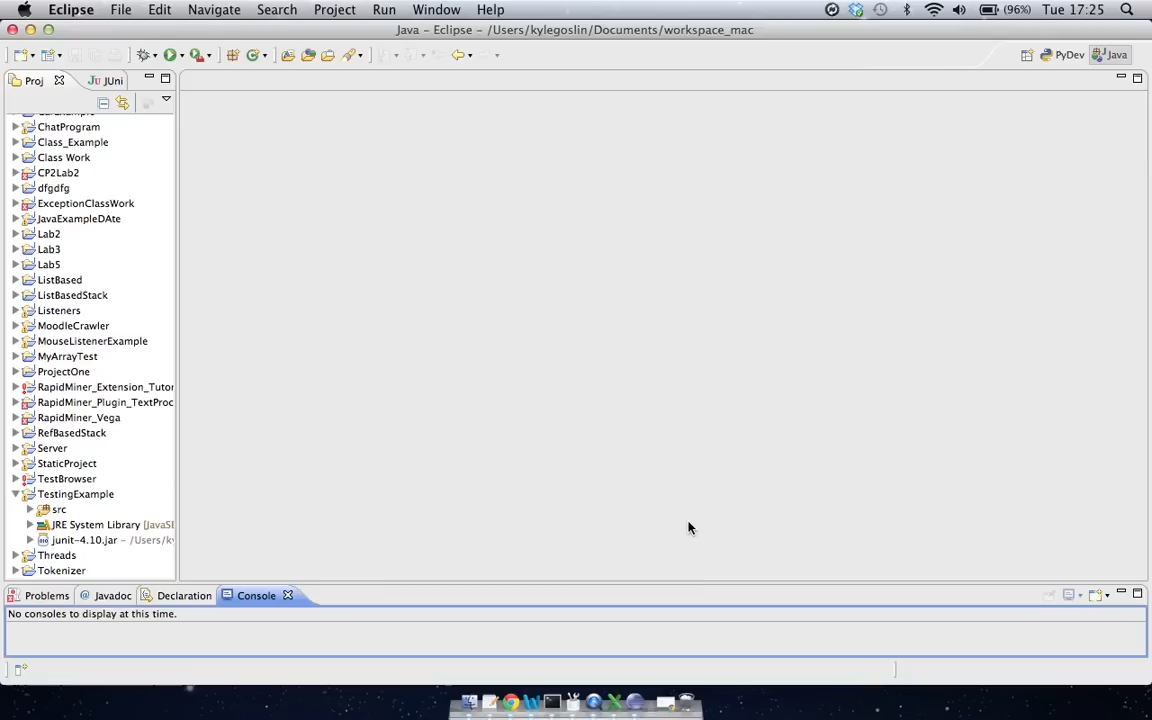 Eclipse File Edit Navigate Search Project Run Window Help (96%) Tue 17:25
Java - Eclipse - /Users/kylegoslin/Documents/workspace_mac
PyDev Java
Proj JUni
ChatProgram
Class_Example
Class Work
CP2Lab2
dfgdfg
ExceptionClassWork
JavaExampleDAte
Lab2
Lab3
Lab5
ListBased
ListBasedStack
Listeners
MoodleCrawler
MouseListenerExample
MyArrayTest
ProjectOne
RapidMiner_Extension_Tutor
RapidMiner_Plugin_TextProc
RapidMiner_Vega
RefBasedStack
Server
StaticProject
TestBrowser
TestingExample
src
JRE System Library [JavaSE
junit-4.10.jar - /Users/ky
Threads
Tokenizer
Problems @ Javadoc Declaration Console
No consoles to display at this time.